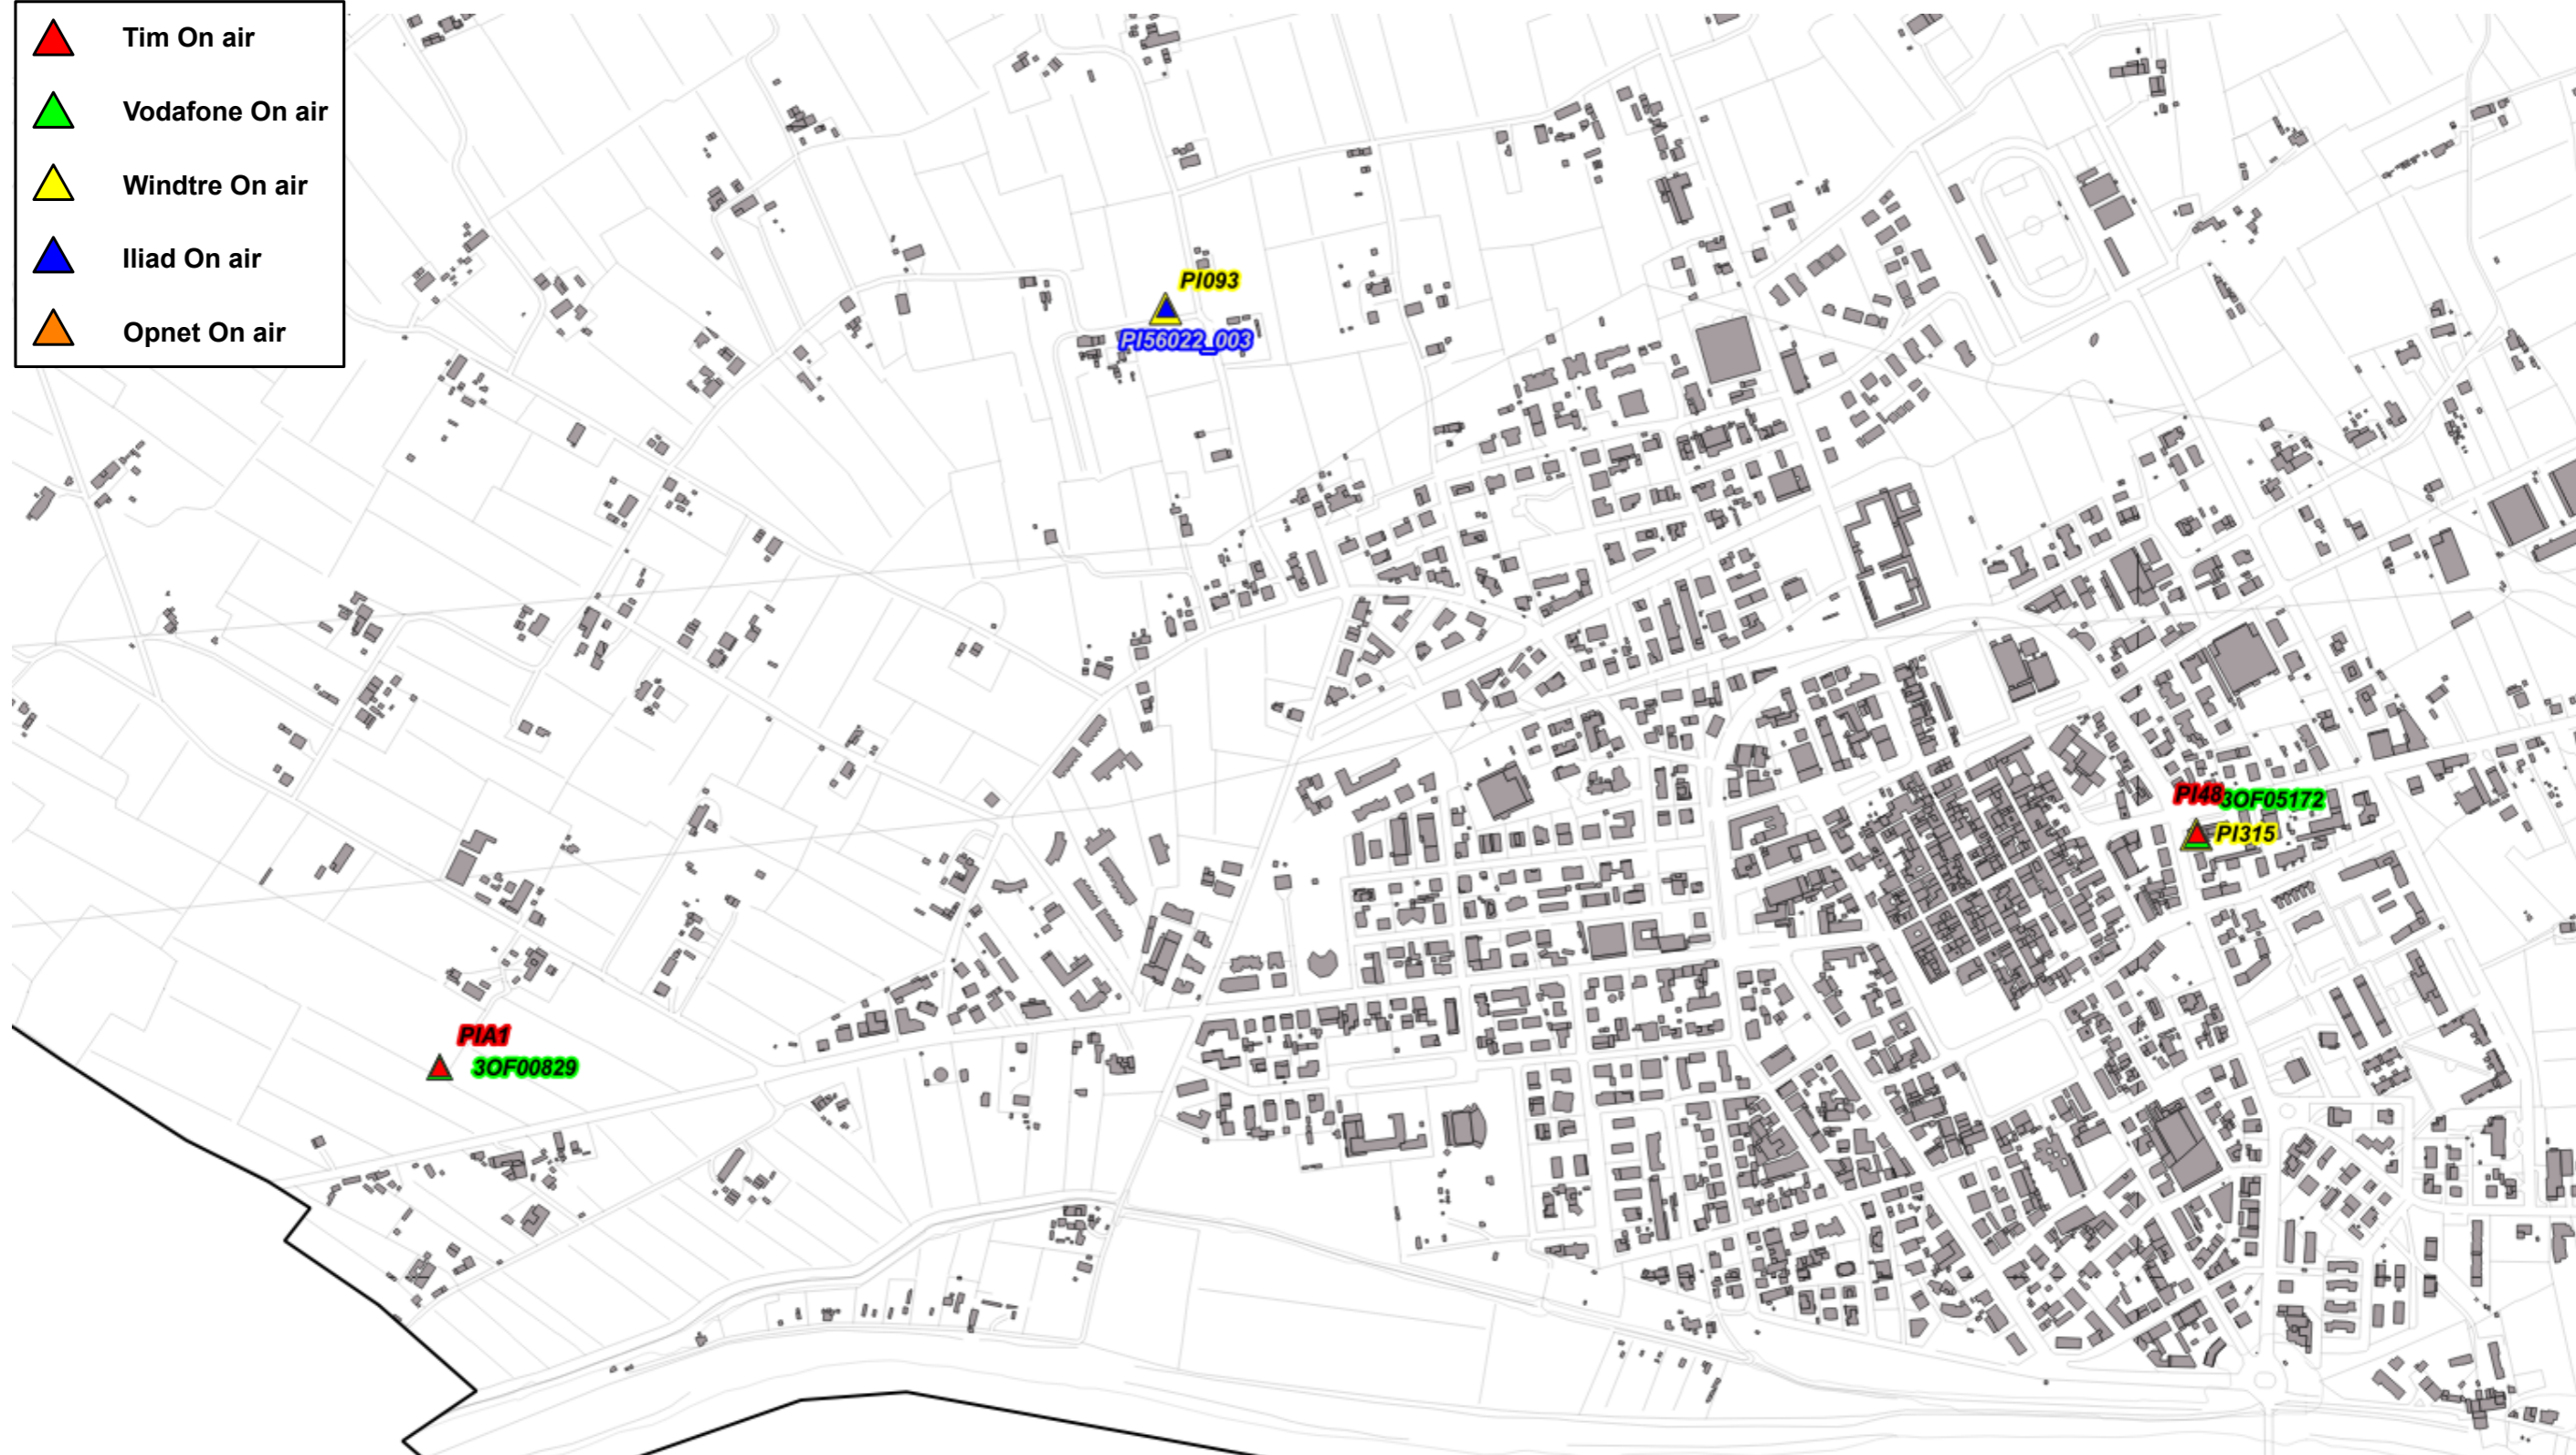 Tim On air
Vodafone On air
Windtre On air
Iliad On air
Opnet On air
PI093
PI56022_003
PI48
3OF05172
PI315
PIA1
3OF00829